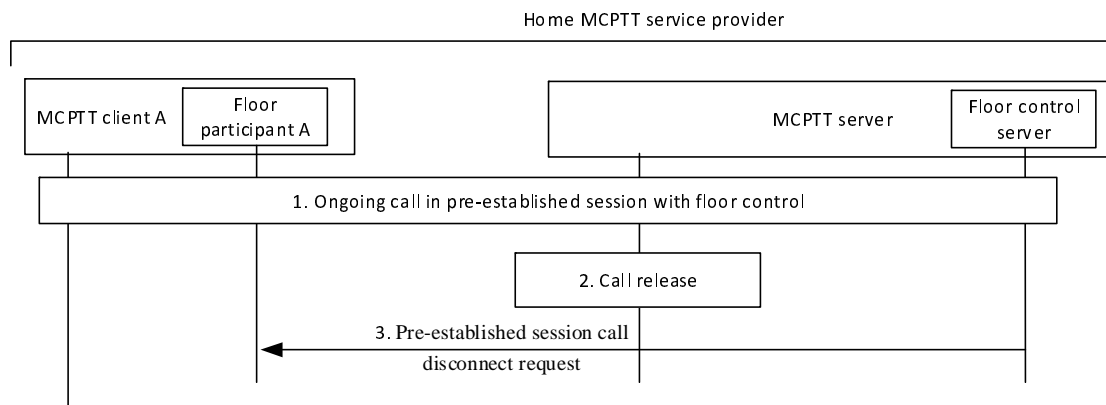 Home MCPTT service provider
MCPTT client A
Floor
participant A
MCPTT server
Floor control
server
1. Ongoing call in pre-established session with floor control
2. Call release
3. Pre-established session call
disconnect request